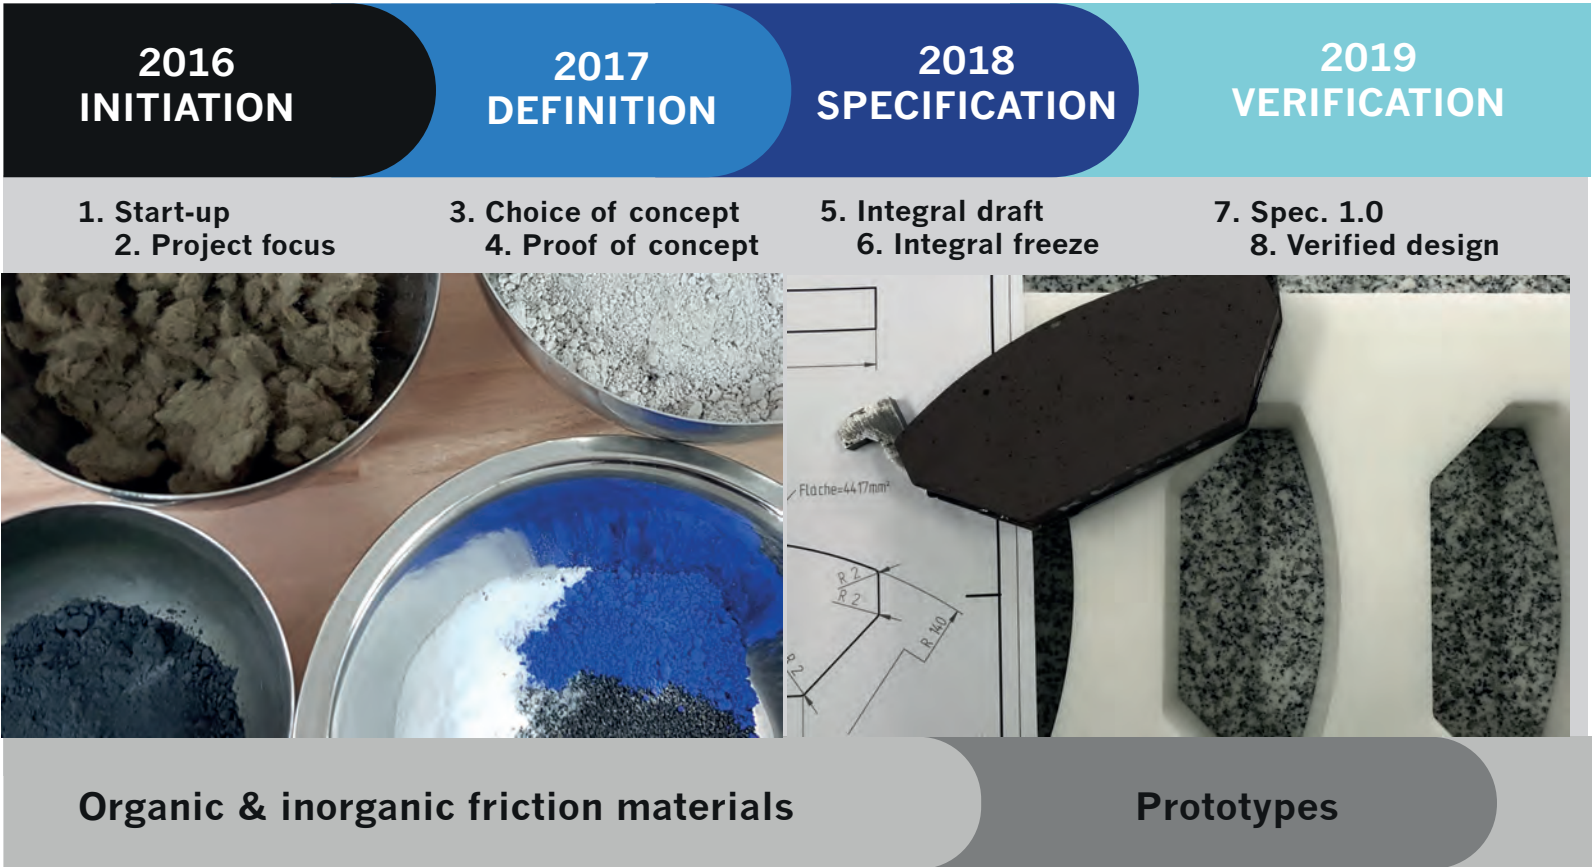 2016
INITIATION
2017
DEFINITION
2018
SPECIFICATION
2019
VERIFICATION
1. Start-up
2. Project focus
3. Choice of concept
4. Proof of concept
5. Integral draft
6. Integral freeze
7. Spec. 1.0
8. Verified design
Fläche=4417mm²
R 2
R 2
R 140
R 2
Organic & inorganic friction materials
Prototypes